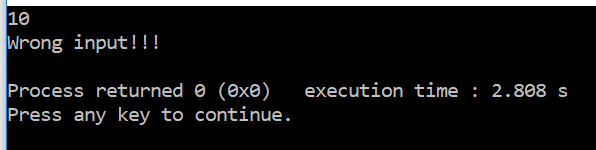 10
Wrong input!!!
Process returned 0 (0x0)   execution time : 2.808 s
Press any key to continue.